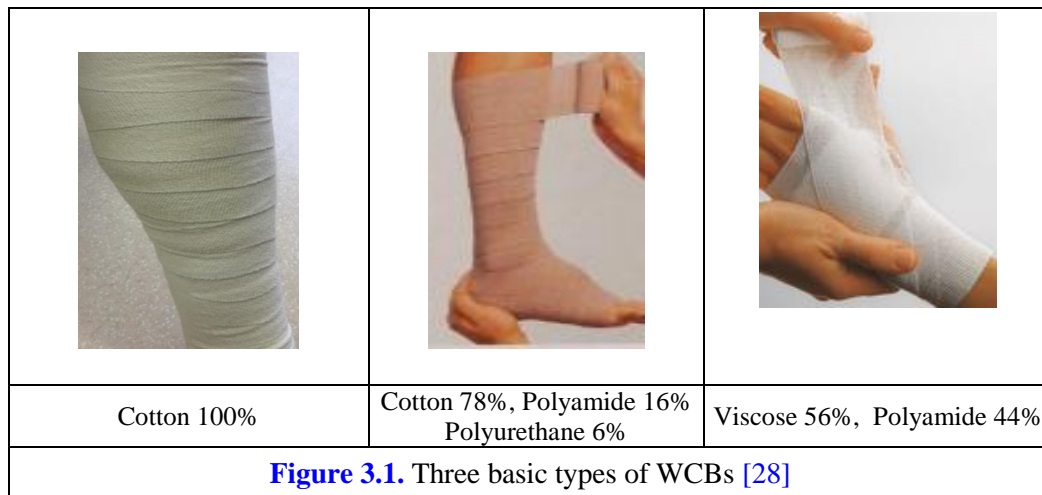 Cotton 100%
Cotton 78%, Polyamide 16%
Polyurethane 6%
Viscose 56%, Polyamide 44%
Figure 3.1. Three basic types of WCBs [28]